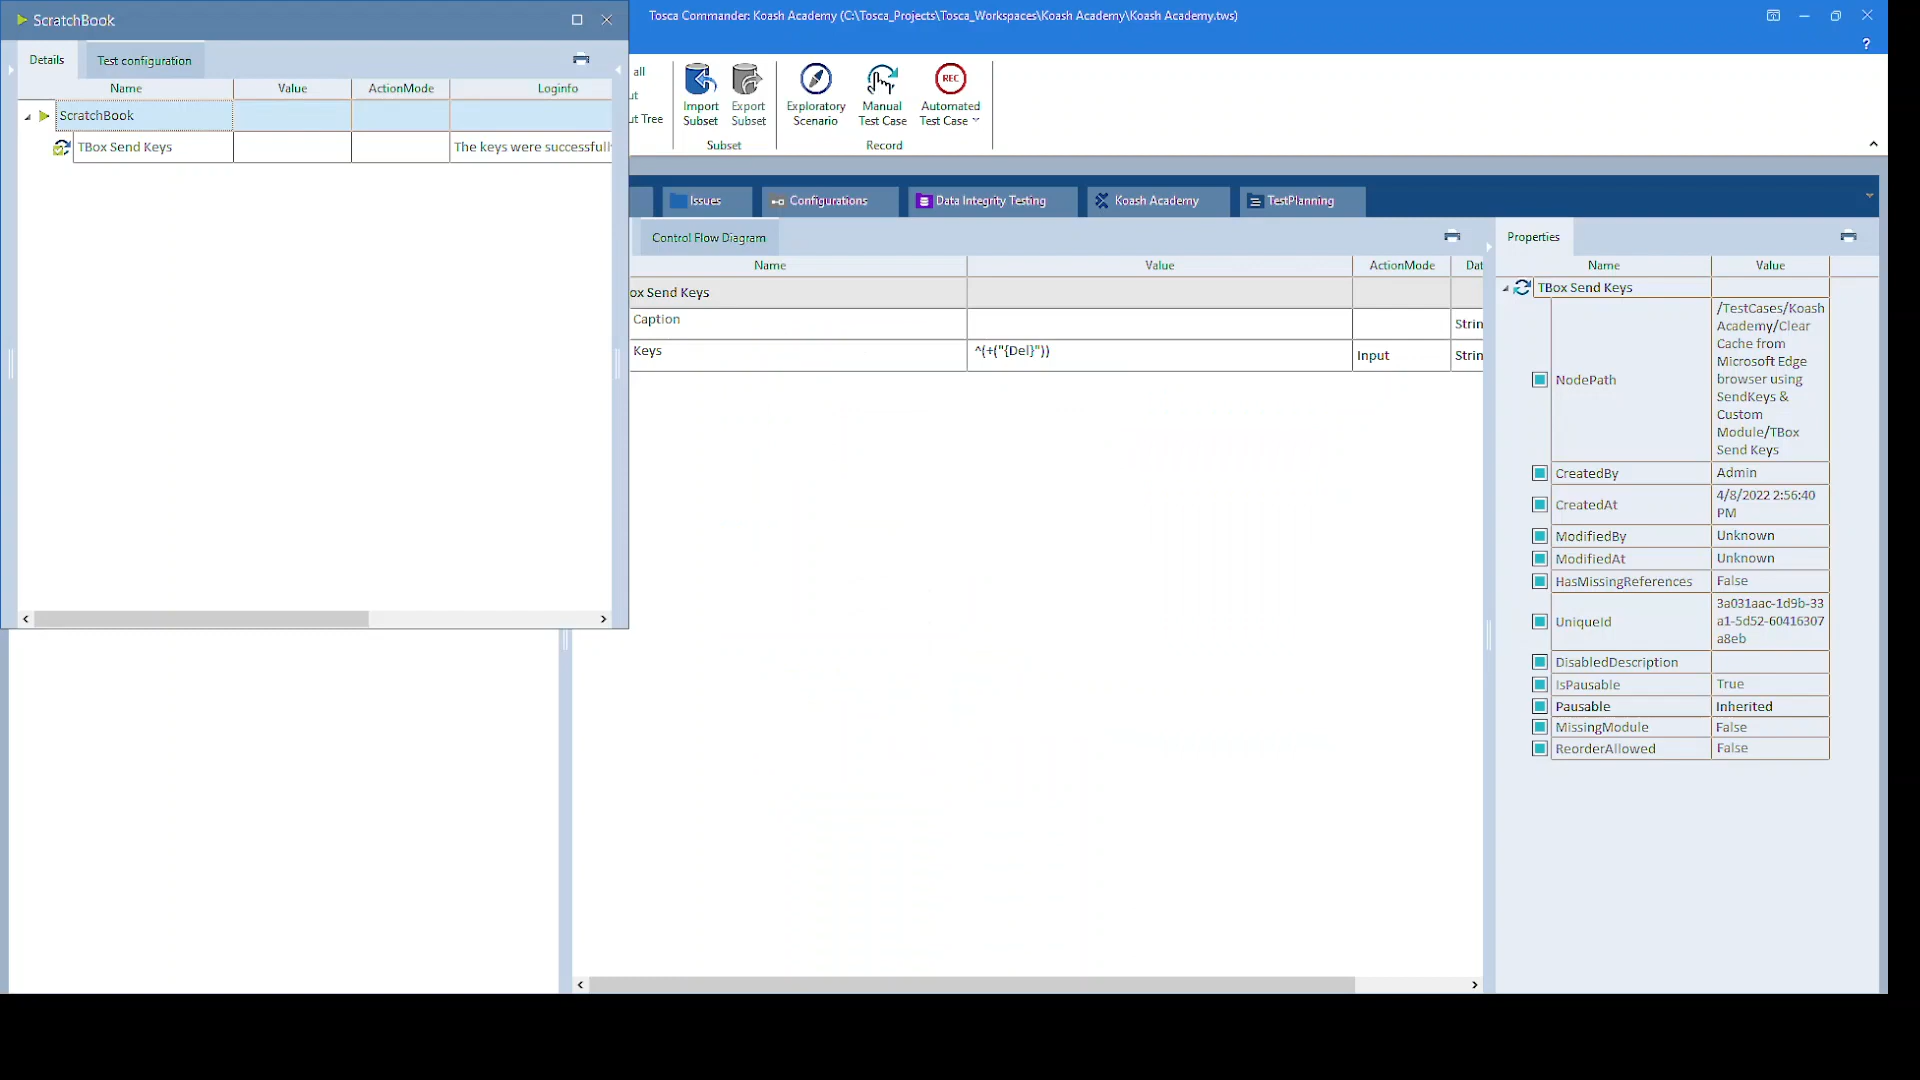 ScratchBook
Tosca Commander: Koash Academy (C:\Tosca_Projects\Tosca_Workspaces\Koash Academy\Koash Academy.tws)
?
Details
Test configuration
Name
Value
ActionMode
Loginfo
ScratchBook
TBox Send Keys
The keys were successfull
all
ut
ut Tree
Import Subset
Export Subset
Subset
Exploratory Scenario
Manual Test Case
REC
Automated Test Case
Record
Issues
Configurations
Data Integrity Testing
Koash Academy
TestPlanning
Control Flow Diagram
Name
Value
ActionMode
Dat
ox Send Keys
Caption
Strin
Keys
^(+("{Del}"))
Input
Strin
Properties
Name
Value
TBox Send Keys
NodePath
/TestCases/Koash
Academy/Clear
Cache from
Microsoft Edge
browser using
SendKeys &
Custom
Module/TBox
Send Keys
CreatedBy
Admin
CreatedAt
4/8/2022 2:56:40
PM
ModifiedBy
Unknown
ModifiedAt
Unknown
HasMissingReferences
False
UniqueId
3a031aac-1d9b-33
a1-5d52-60416307
a8eb
DisabledDescription
IsPausable
True
Pausable
Inherited
MissingModule
False
ReorderAllowed
False